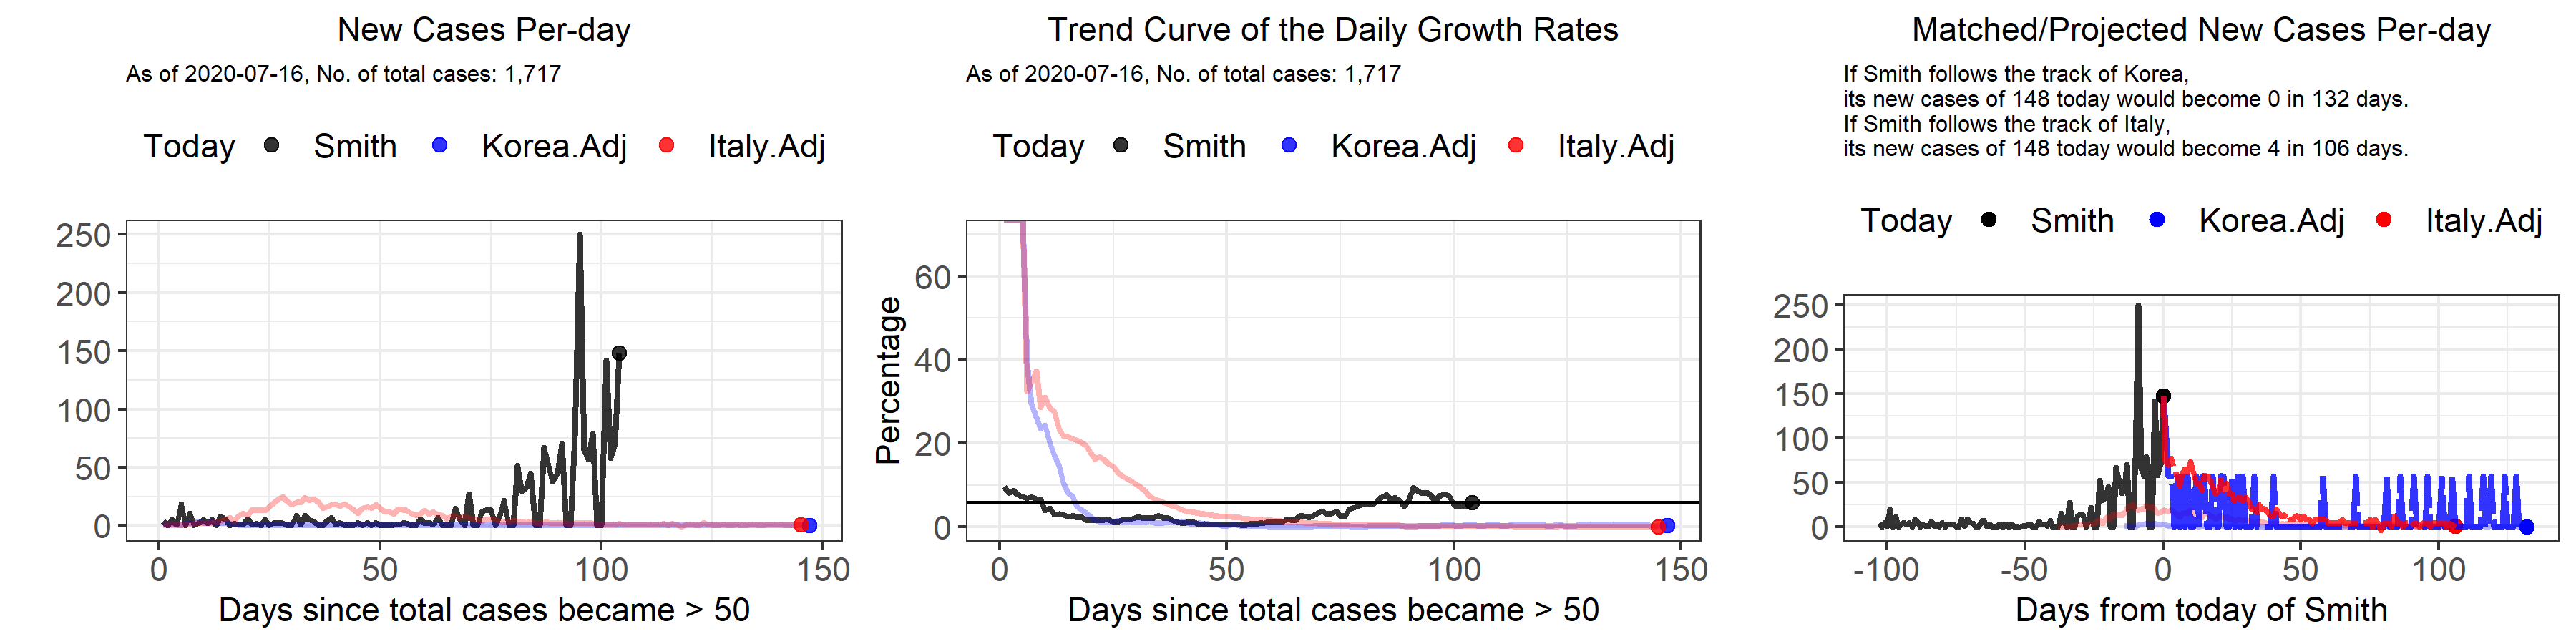 New Cases Per-day
As of 2020-07-16, No. of total cases: 1,717
Today Smith Korea.Adj Italy.Adj
250
200
150
100
50
0
0 50 100 150
Days since total cases became > 50
Trend Curve of the Daily Growth Rates
As of 2020-07-16, No. of total cases: 1,717
Today Smith Korea.Adj Italy.Adj
Percentage
60
40
20
0
0 50 100 150
Days since total cases became > 50
Matched/Projected New Cases Per-day
If Smith follows the track of Korea,
its new cases of 148 today would become 0 in 132 days.
If Smith follows the track of Italy,
its new cases of 148 today would become 4 in 106 days.
Today Smith Korea.Adj Italy.Adj
250
200
150
100
50
0
-100 -50 0 50 100
Days from today of Smith